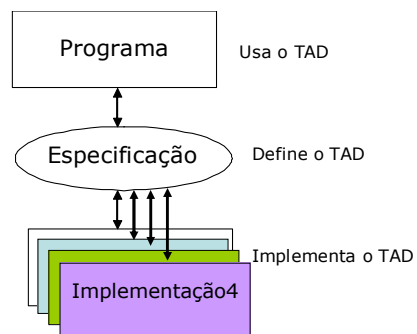 Programa
Usa o TAD
Especificação
Define o TAD
Implementa o TAD
Implementação4